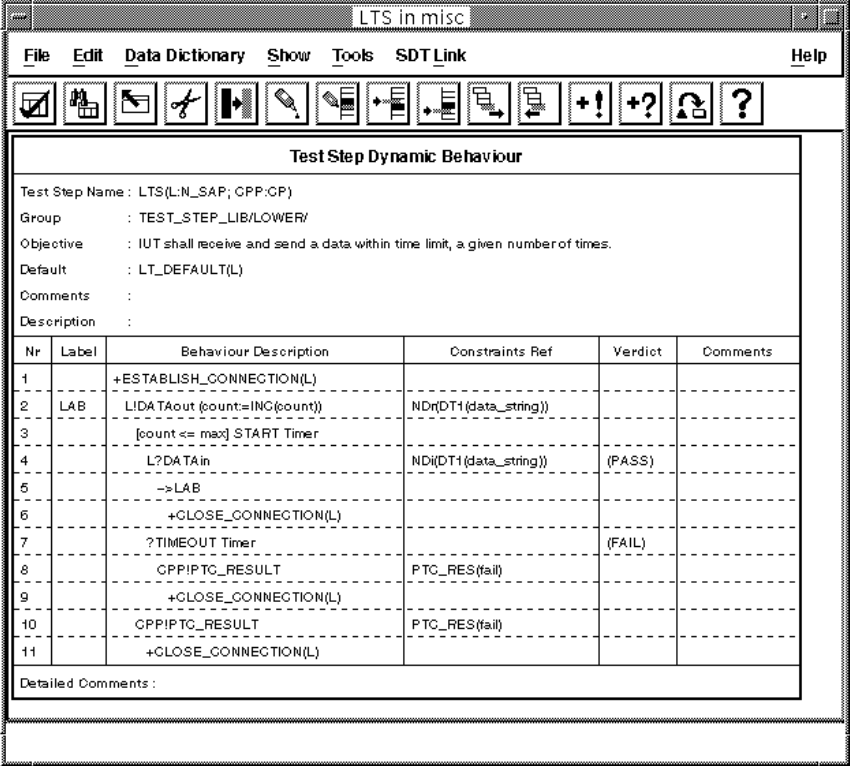 LTS in misc
File Edit Data Dictionary Show Tools SDT Link Help
+! +? ?
Test Step Dynamic Behaviour
Test Step Name : LTS(L:N_SAP; CPP:CP)
Group : TEST_STEP_LIB/LOWER/
Objective : IUT shall receive and send a data within time limit, a given number of times.
Default : LT_DEFAULT(L)
Comments :
Description :
Nr Label Behaviour Description Constraints Ref Verdict Comments
1 +ESTABLISH_CONNECTION(L)
2 LAB L!DATAout (count:=INC(count)) NDr(DT1(data_string))
3 [count <= max] START Timer
4 L?DATAin NDi(DT1(data_string)) (PASS)
5 ->LAB
6 +CLOSE_CONNECTION(L)
7 ?TIMEOUT Timer (FAIL)
8 CPP!PTC_RESULT PTC_RES(fail)
9 +CLOSE_CONNECTION(L)
10 CPP!PTC_RESULT PTC_RES(fail)
11 +CLOSE_CONNECTION(L)
Detailed Comments :